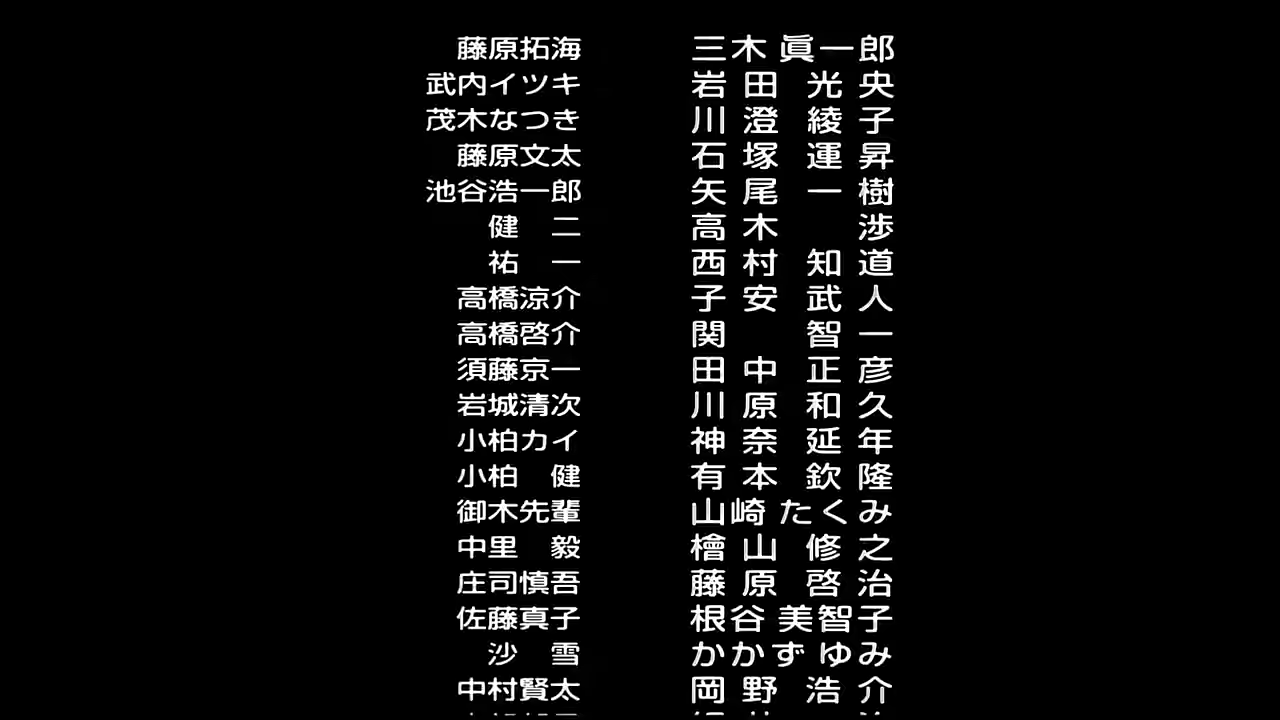 藤原拓海 三木眞一郎
武内イツキ 岩田光央
茂木なつき 川澄綾子
藤原文太 石塚運昇
池谷浩一郎 矢尾一樹
健二 高木渉
祐一 西村知道
高橋涼介 子安武人
高橋啓介 関智一
須藤京一 田中正彦
岩城清次 川原和久
小柏カイ 神奈延年
小柏健 有本欽隆
御木先輩 山崎たくみ
中里毅 檜山修之
庄司慎吾 藤原啓治
佐藤真子 根谷美智子
沙雪 かかずゆみ
中村賢太 岡野浩介